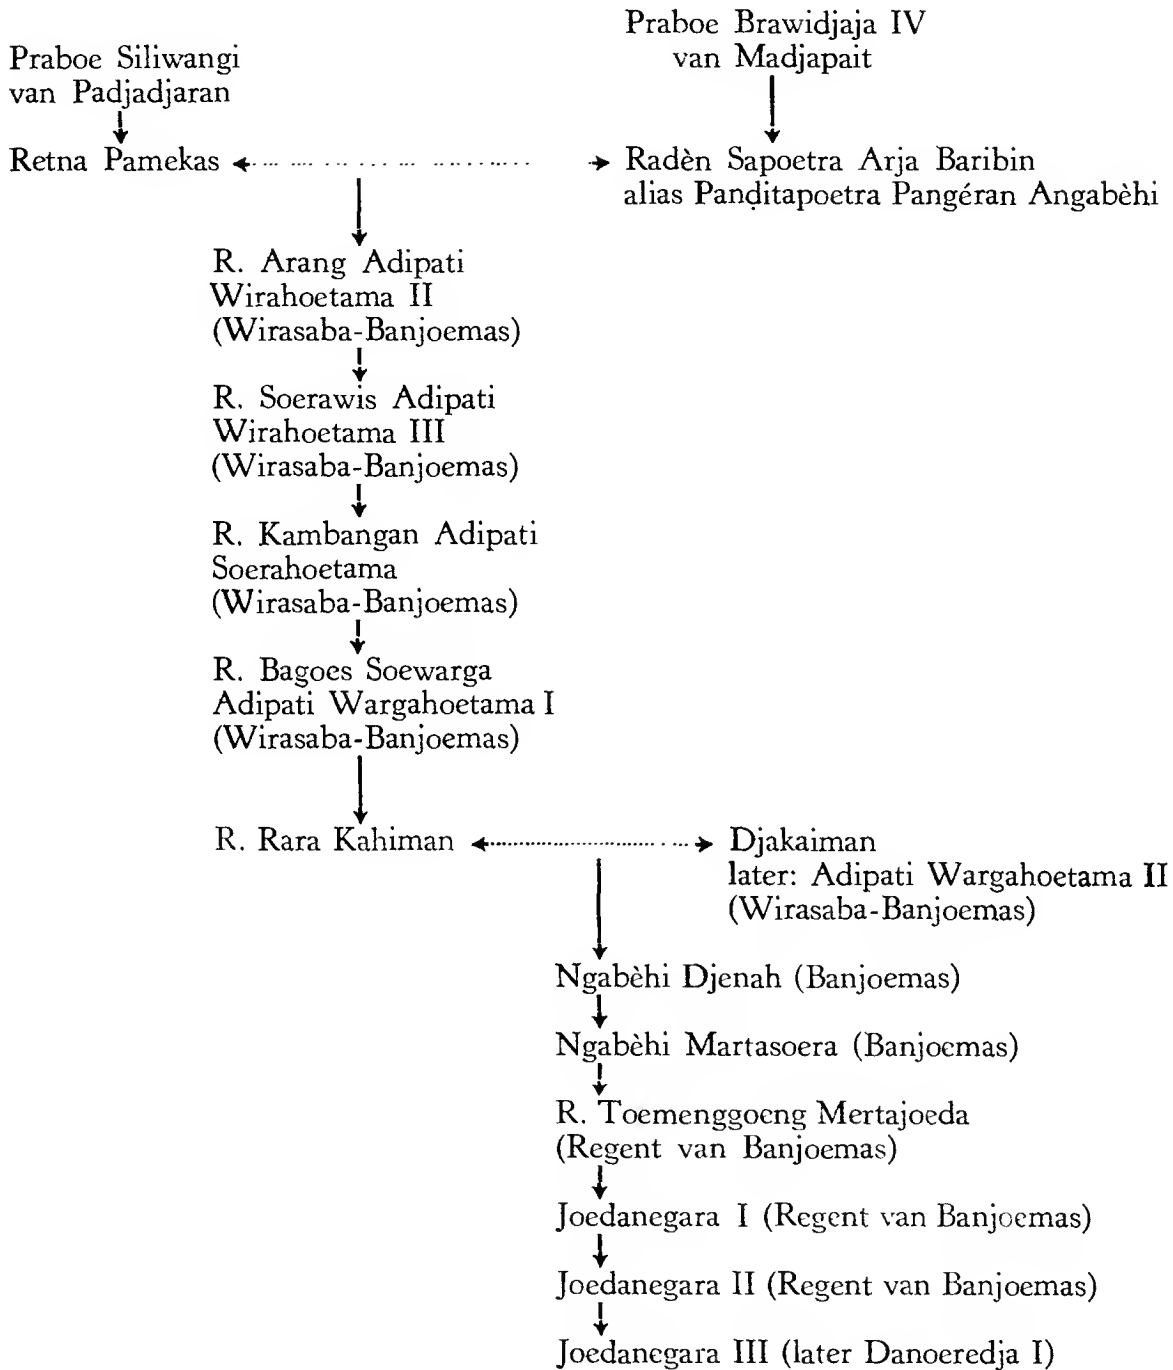 Praboe Siliwangi
van Padjadjaran
Praboe Brawidjaja IV
van Madjapait
Retna Pamekas
Radèn Sapoetra Arja Baribin
alias Panḍitapoetra Pangéran Angabèhi
R. Arang Adipati
Wirahoetama II
(Wirasaba-Banjoemas)
R. Soerawis Adipati
Wirahoetama III
(Wirasaba-Banjoemas)
R. Kambangan Adipati
Soerahoetama
(Wirasaba-Banjoemas)
R. Bagoes Soewarga
Adipati Wargahoetama I
(Wirasaba-Banjoemas)
R. Rara Kahiman
Djakaiman
later: Adipati Wargahoetama II
(Wirasaba-Banjoemas)
Ngabèhi Djenah (Banjoemas)
Ngabèhi Martasoera (Banjoemas)
R. Toemenggoeng Mertajoeda
(Regent van Banjoemas)
Joedanegara I (Regent van Banjoemas)
Joedanegara II (Regent van Banjoemas)
Joedanegara III (later Danoeredja I)